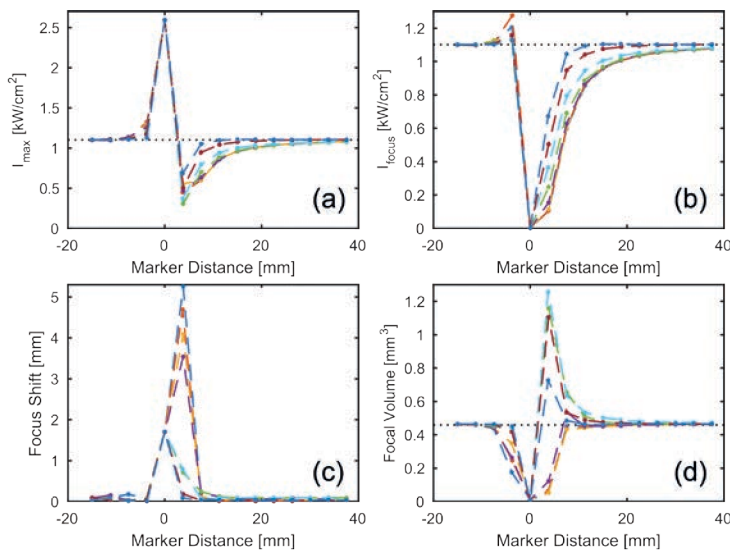 2.5
2
1.5
1
0.5
0
I_max [kW/cm²]
(a)
-20 0 20 40
Marker Distance [mm]
1.2
1
0.8
0.6
0.4
0.2
0
I_focus [kW/cm²]
(b)
-20 0 20 40
Marker Distance [mm]
5
4
3
2
1
0
Focus Shift [mm]
(c)
-20 0 20 40
Marker Distance [mm]
1.2
1
0.8
0.6
0.4
0.2
0
Focal Volume [mm³]
(d)
-20 0 20 40
Marker Distance [mm]